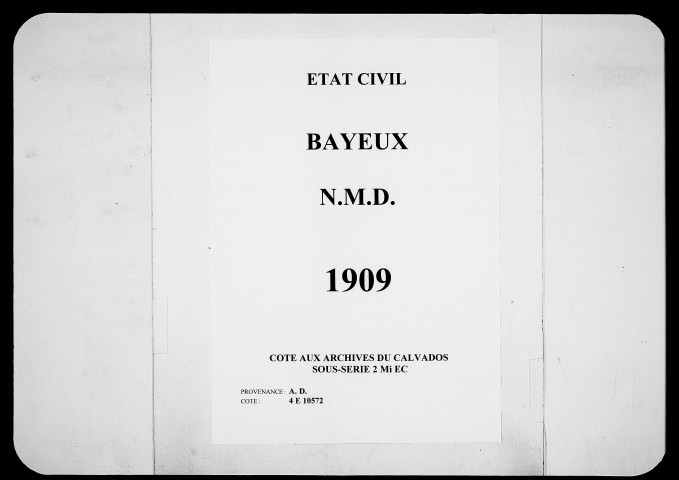 ETAT CIVIL
BAYEUX
N.M.D.
1909
COTE AUX ARCHIVES DU CALVADOS
SOUS-SERIE 2 Mi EC
PROVENANCE : A. D.
COTE : 4 E 10572